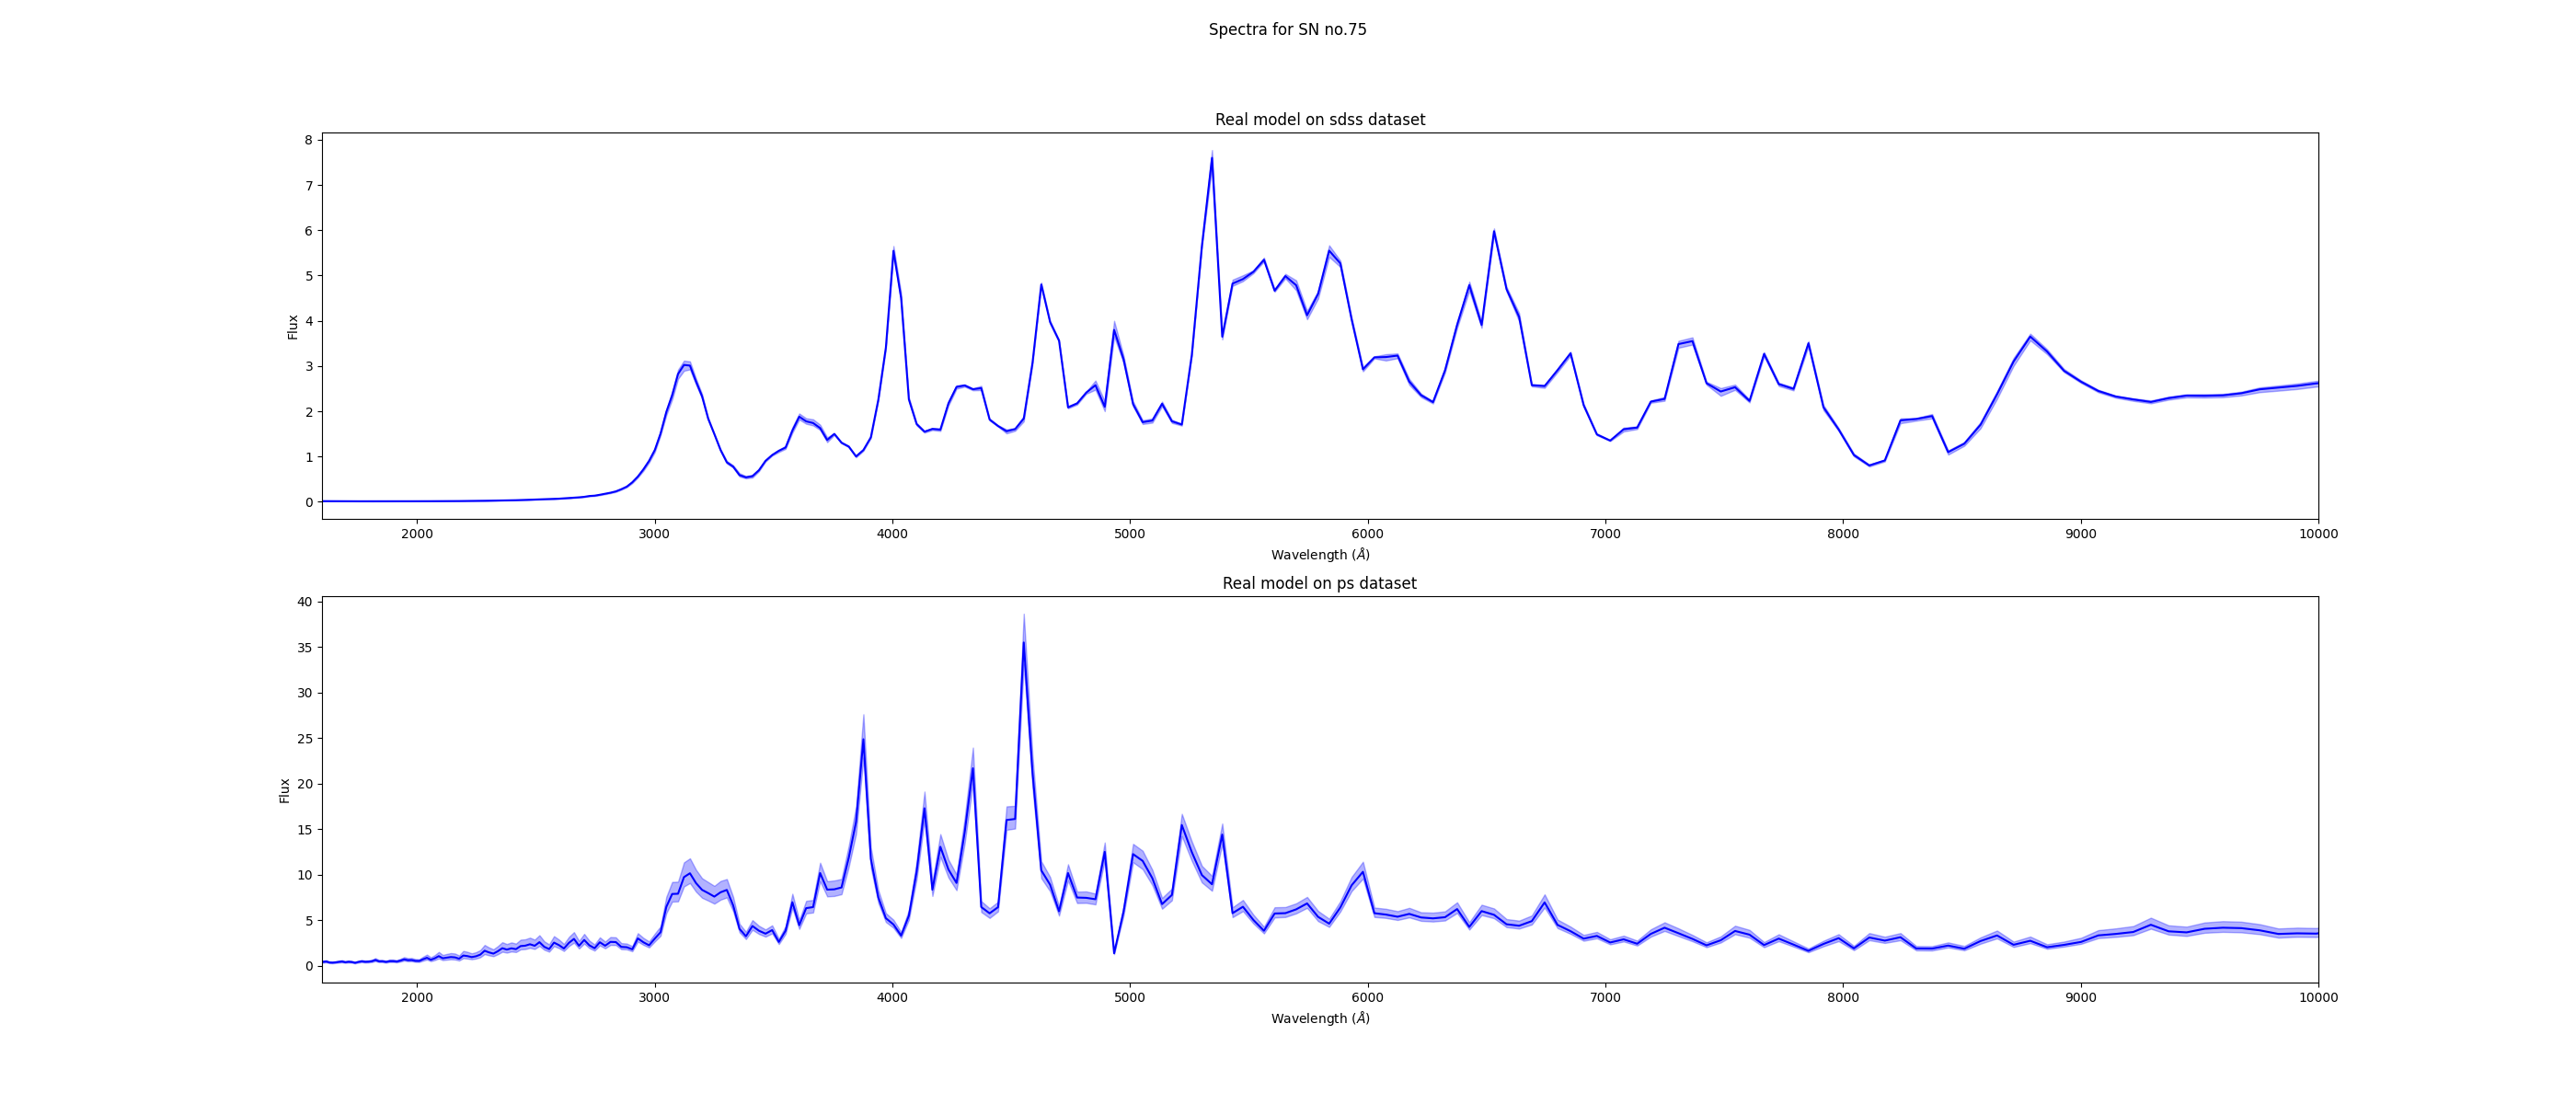 Spectra for SN no.75
Real model on sdss dataset
8
7
6
5
4
3
2
1
0
Flux
2000 3000 4000 5000 6000 7000 8000 9000 10000
Wavelength (Å)
Real model on ps dataset
40
35
30
25
20
15
10
5
0
Flux
2000 3000 4000 5000 6000 7000 8000 9000 10000
Wavelength (Å)